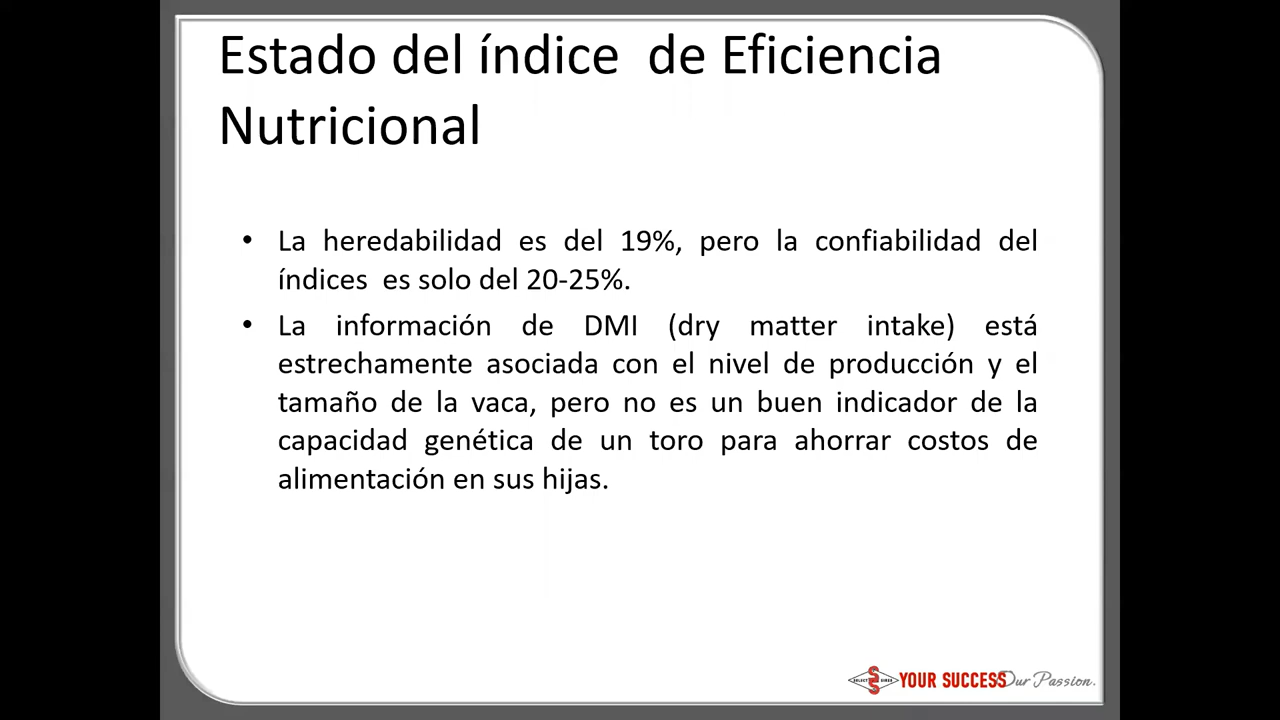 Estado del índice de Eficiencia
Nutricional
• La heredabilidad es del 19%, pero la confiabilidad del
índices es solo del 20-25%.
• La información de DMI (dry matter intake) está
estrechamente asociada con el nivel de producción y el
tamaño de la vaca, pero no es un buen indicador de la
capacidad genética de un toro para ahorrar costos de
alimentación en sus hijas.
SELECT SIRES YOUR SUCCESS Our Passion.